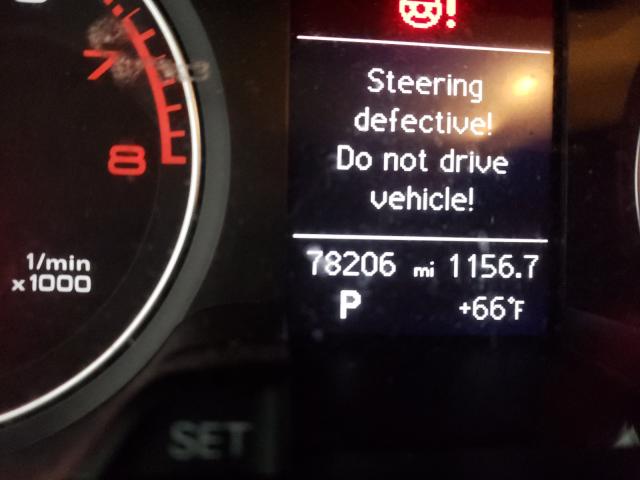 7
8
1/min
x1000
!
Steering
defective!
Do not drive
vehicle!
78206 mi 1156.7
P +66°F
SET